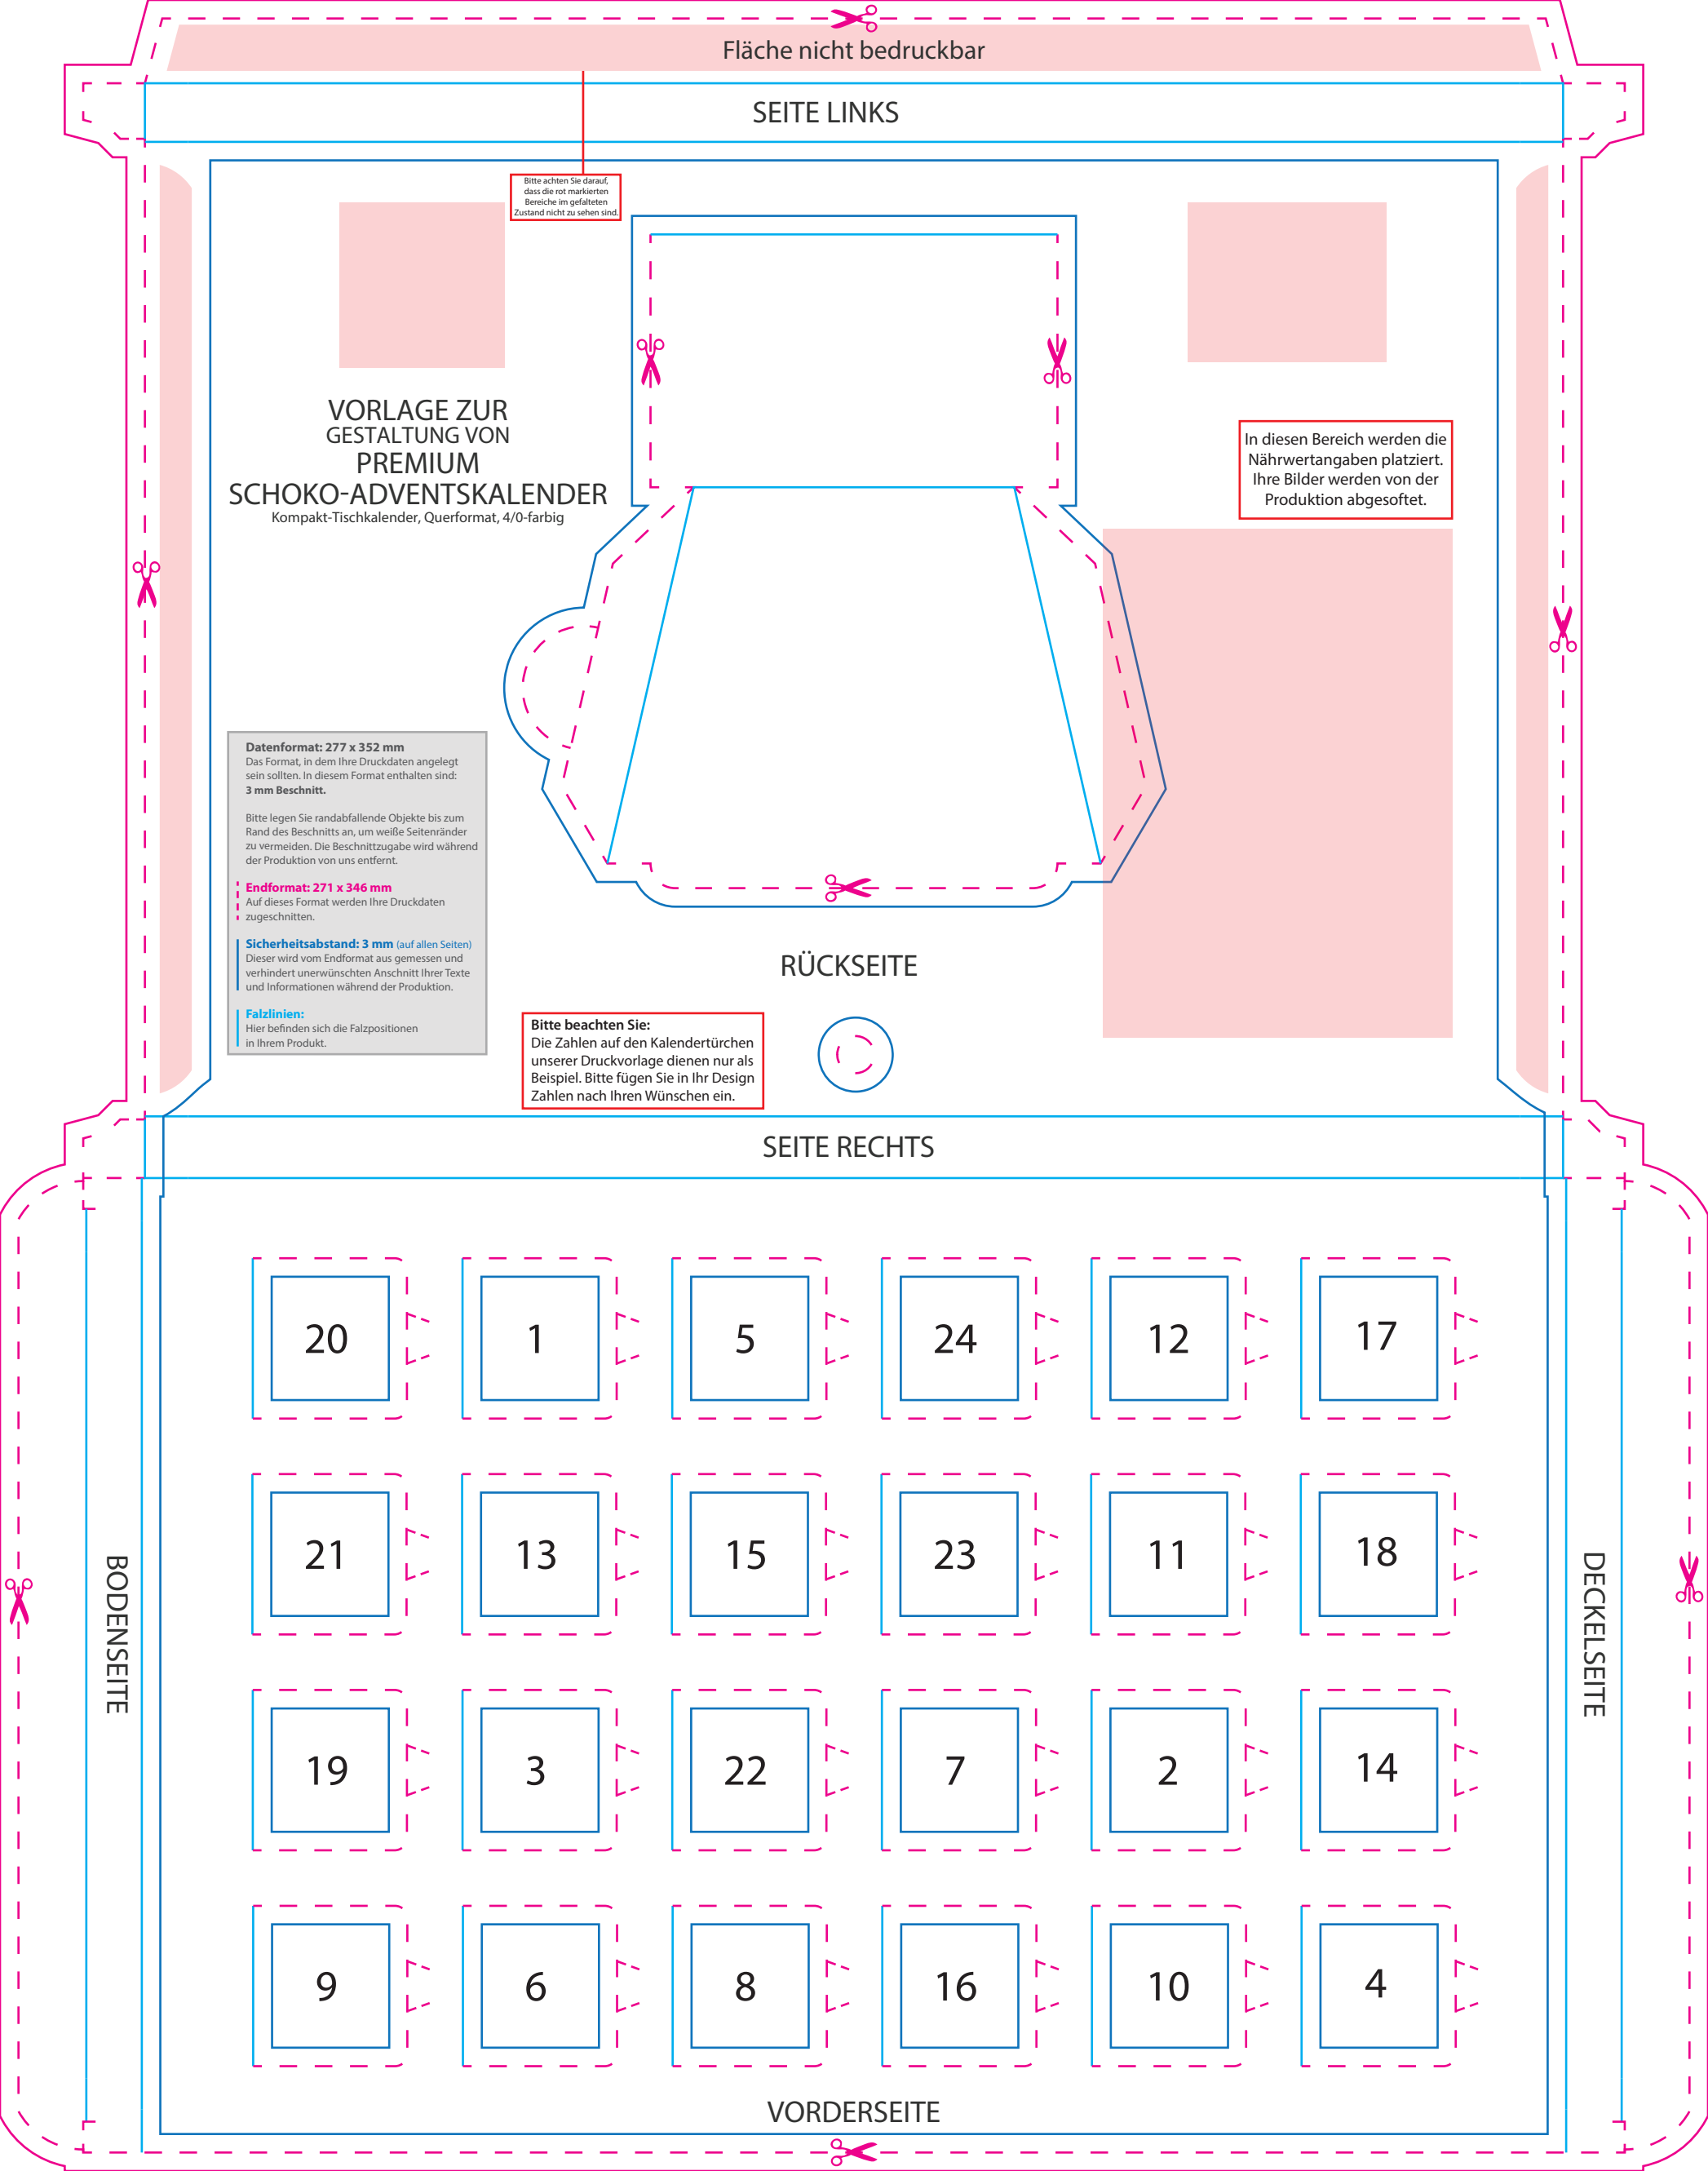 Fläche nicht bedruckbar
SEITE LINKS
Bitte achten Sie darauf,
dass die rot markierten
Bereiche im gefalteten
Zustand nicht zu sehen sind.
VORLAGE ZUR
GESTALTUNG VON
PREMIUM
SCHOKO-ADVENTSKALENDER
Kompakt-Tischkalender, Querformat, 4/0-farbig
In diesen Bereich werden die
Nährwertangaben platziert.
Ihre Bilder werden von der
Produktion abgesoftet.
Datenformat: 277 x 352 mm
Das Format, in dem Ihre Druckdaten angelegt
sein sollten. In diesem Format enthalten sind:
3 mm Beschnitt.
Bitte legen Sie randabfallende Objekte bis zum
Rand des Beschnitts an, um weiße Seitenränder
zu vermeiden. Die Beschnittzugabe wird während
der Produktion von uns entfernt.
Endformat: 271 x 346 mm
Auf dieses Format werden Ihre Druckdaten
zugeschnitten.
Sicherheitsabstand: 3 mm (auf allen Seiten)
Dieser wird vom Endformat aus gemessen und
verhindert unerwünschten Anschnitt Ihrer Texte
und Informationen während der Produktion.
Falzlinien:
Hier befinden sich die Falzpositionen
in Ihrem Produkt.
RÜCKSEITE
Bitte beachten Sie:
Die Zahlen auf den Kalendertürchen
unserer Druckvorlage dienen nur als
Beispiel. Bitte fügen Sie in Ihr Design
Zahlen nach Ihren Wünschen ein.
SEITE RECHTS
20 1 5 24 12 17
21 13 15 23 11 18
BODENSEITE
DECKELSEITE
19 3 22 7 2 14
9 6 8 16 10 4
VORDERSEITE